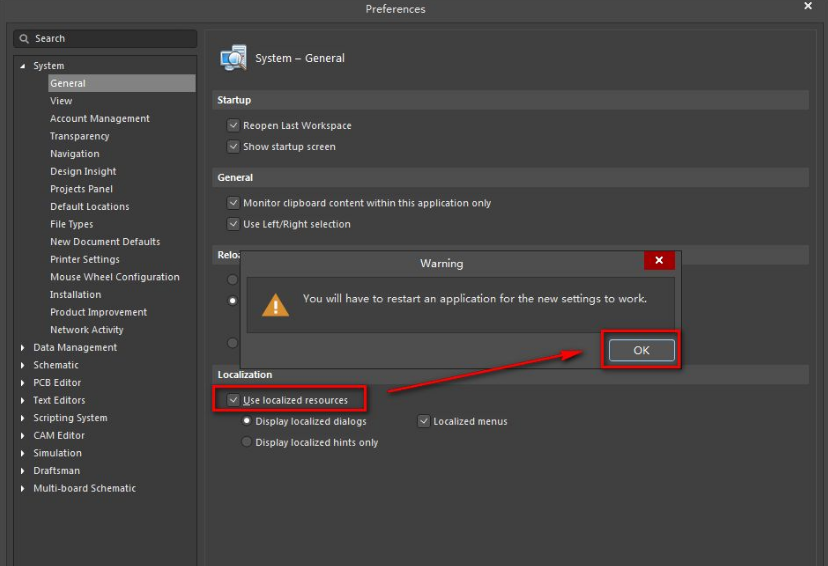 Preferences
Search
System
General
View
Account Management
Transparency
Navigation
Design Insight
Projects Panel
Default Locations
File Types
New Document Defaults
Printer Settings
Mouse Wheel Configuration
Installation
Product Improvement
Network Activity
Data Management
Schematic
PCB Editor
Text Editors
Scripting System
CAM Editor
Simulation
Draftsman
Multi-board Schematic
System – General
Startup
Reopen Last Workspace
Show startup screen
General
Monitor clipboard content within this application only
Use Left/Right selection
Warning
You will have to restart an application for the new settings to work.
OK
Localization
Use localized resources
Display localized dialogs
Localized menus
Display localized hints only